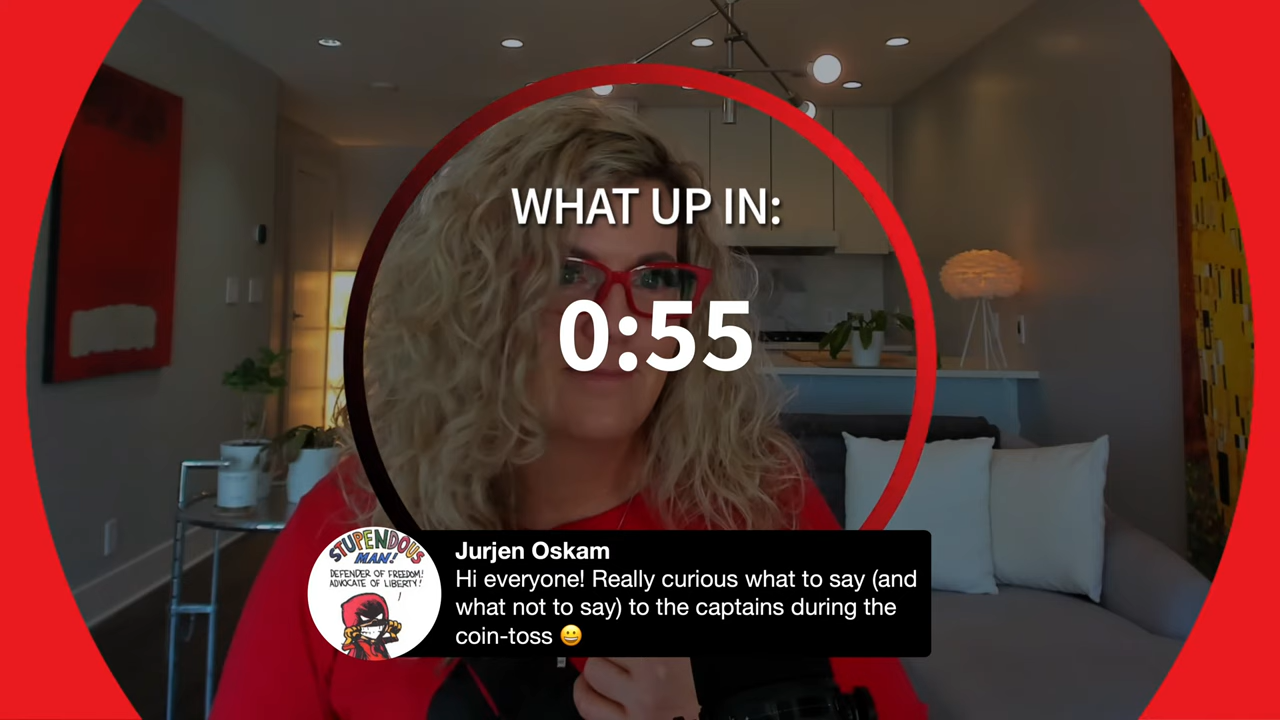 WHAT UP IN:
0:55
STUPENDOUS
MAN!
DEFENDER OF FREEDOM!
ADVOCATE OF LIBERTY!
Jurjen Oskam
Hi everyone! Really curious what to say (and
what not to say) to the captains during the
coin-toss 😀